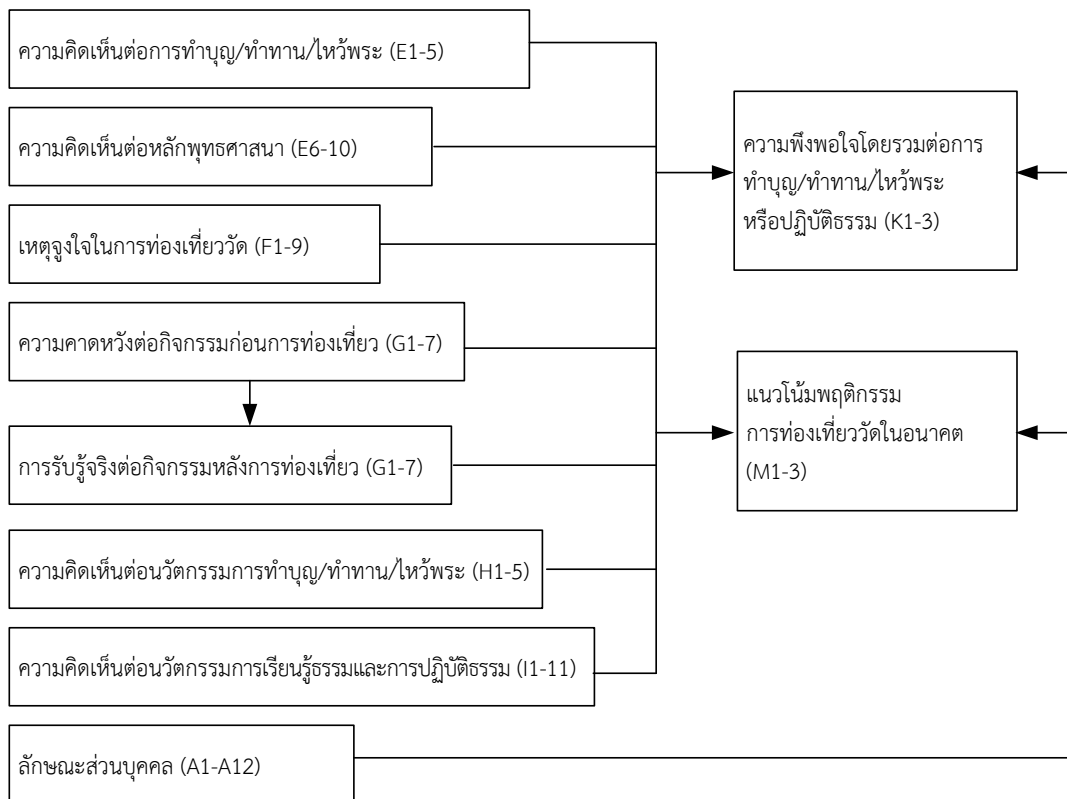 ความคิดเห็นต่อการทำบุญ/ทำทาน/ไหว้พระ (E1-5)
ความคิดเห็นต่อหลักพุทธศาสนา (E6-10)
เหตุจูงใจในการท่องเที่ยววัด (F1-9)
ความคาดหวังต่อกิจกรรมก่อนการท่องเที่ยว (G1-7)
การรับรู้จริงต่อกิจกรรมหลังการท่องเที่ยว (G1-7)
ความคิดเห็นต่อนวัตกรรมการทำบุญ/ทำทาน/ไหว้พระ (H1-5)
ความคิดเห็นต่อนวัตกรรมการเรียนรู้ธรรมและการปฏิบัติธรรม (I1-11)
ลักษณะส่วนบุคคล (A1-A12)
ความพึงพอใจโดยรวมต่อการ
ทำบุญ/ทำทาน/ไหว้พระ
หรือปฏิบัติธรรม (K1-3)
แนวโน้มพฤติกรรม
การท่องเที่ยววัดในอนาคต
(M1-3)